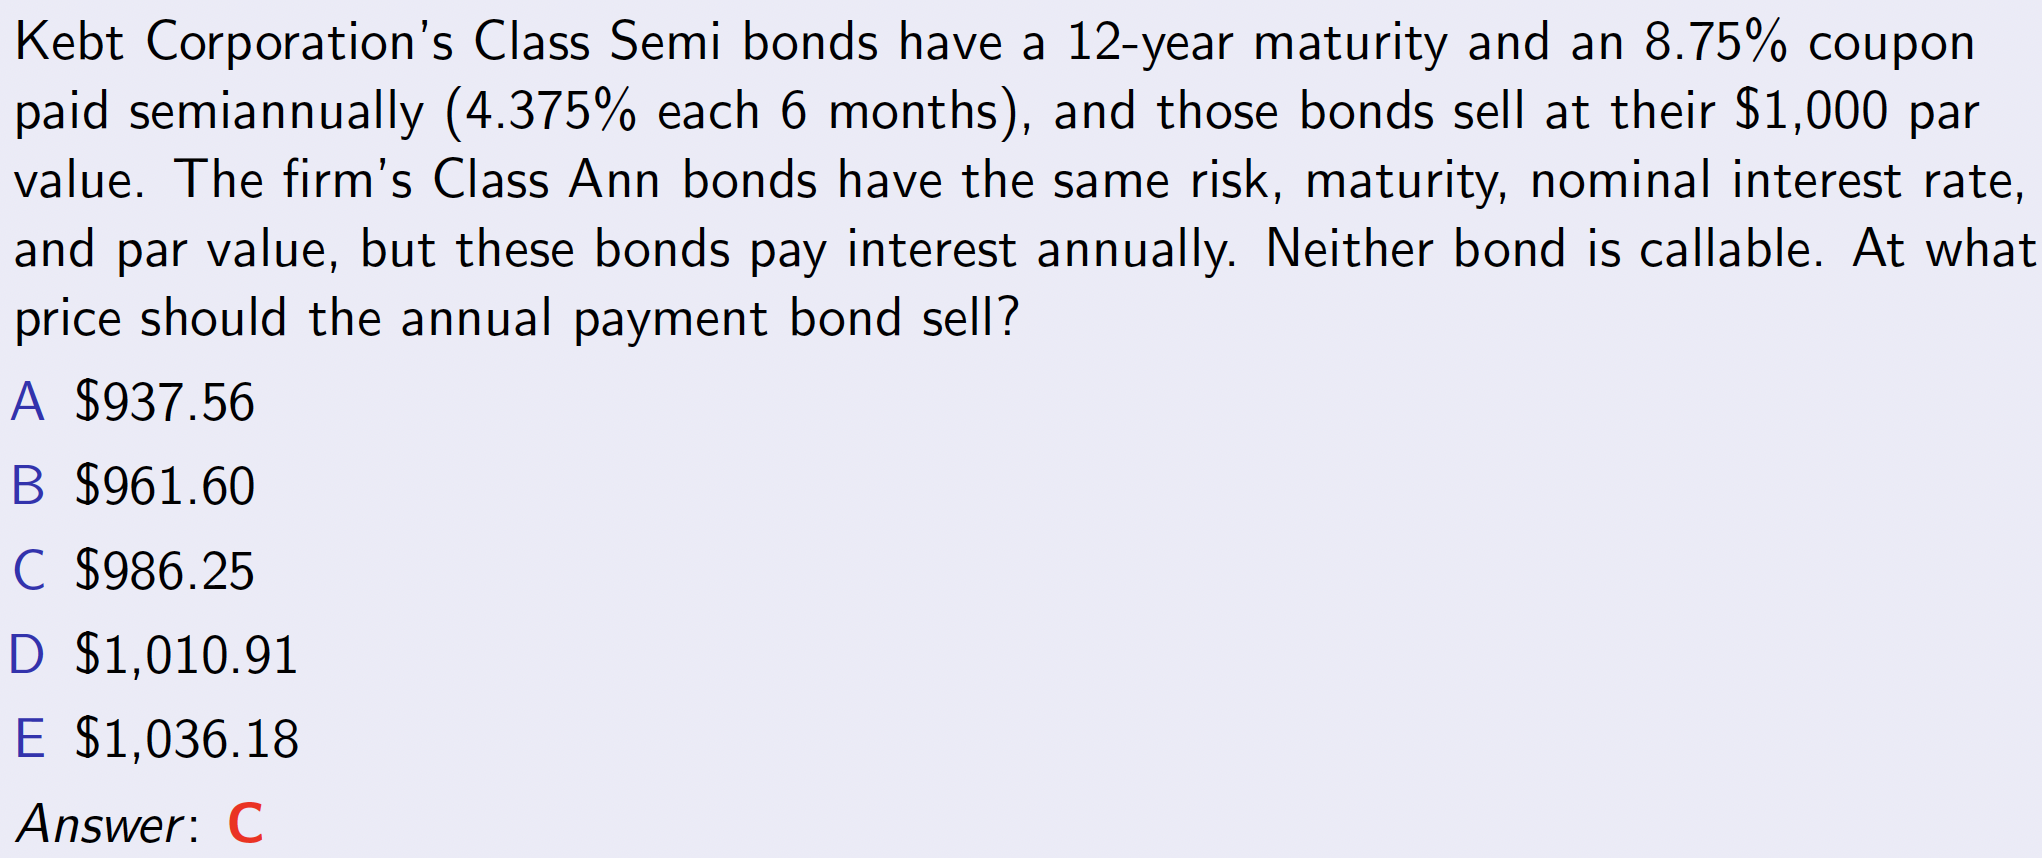 Kebt Corporation's Class Semi bonds have a 12-year maturity and an 8.75% coupon
paid semiannually (4.375% each 6 months), and those bonds sell at their $1,000 par
value. The firm's Class Ann bonds have the same risk, maturity, nominal interest rate,
and par value, but these bonds pay interest annually. Neither bond is callable. At what
price should the annual payment bond sell?
A $937.56
B $961.60
C $986.25
D $1,010.91
E $1,036.18
Answer: C